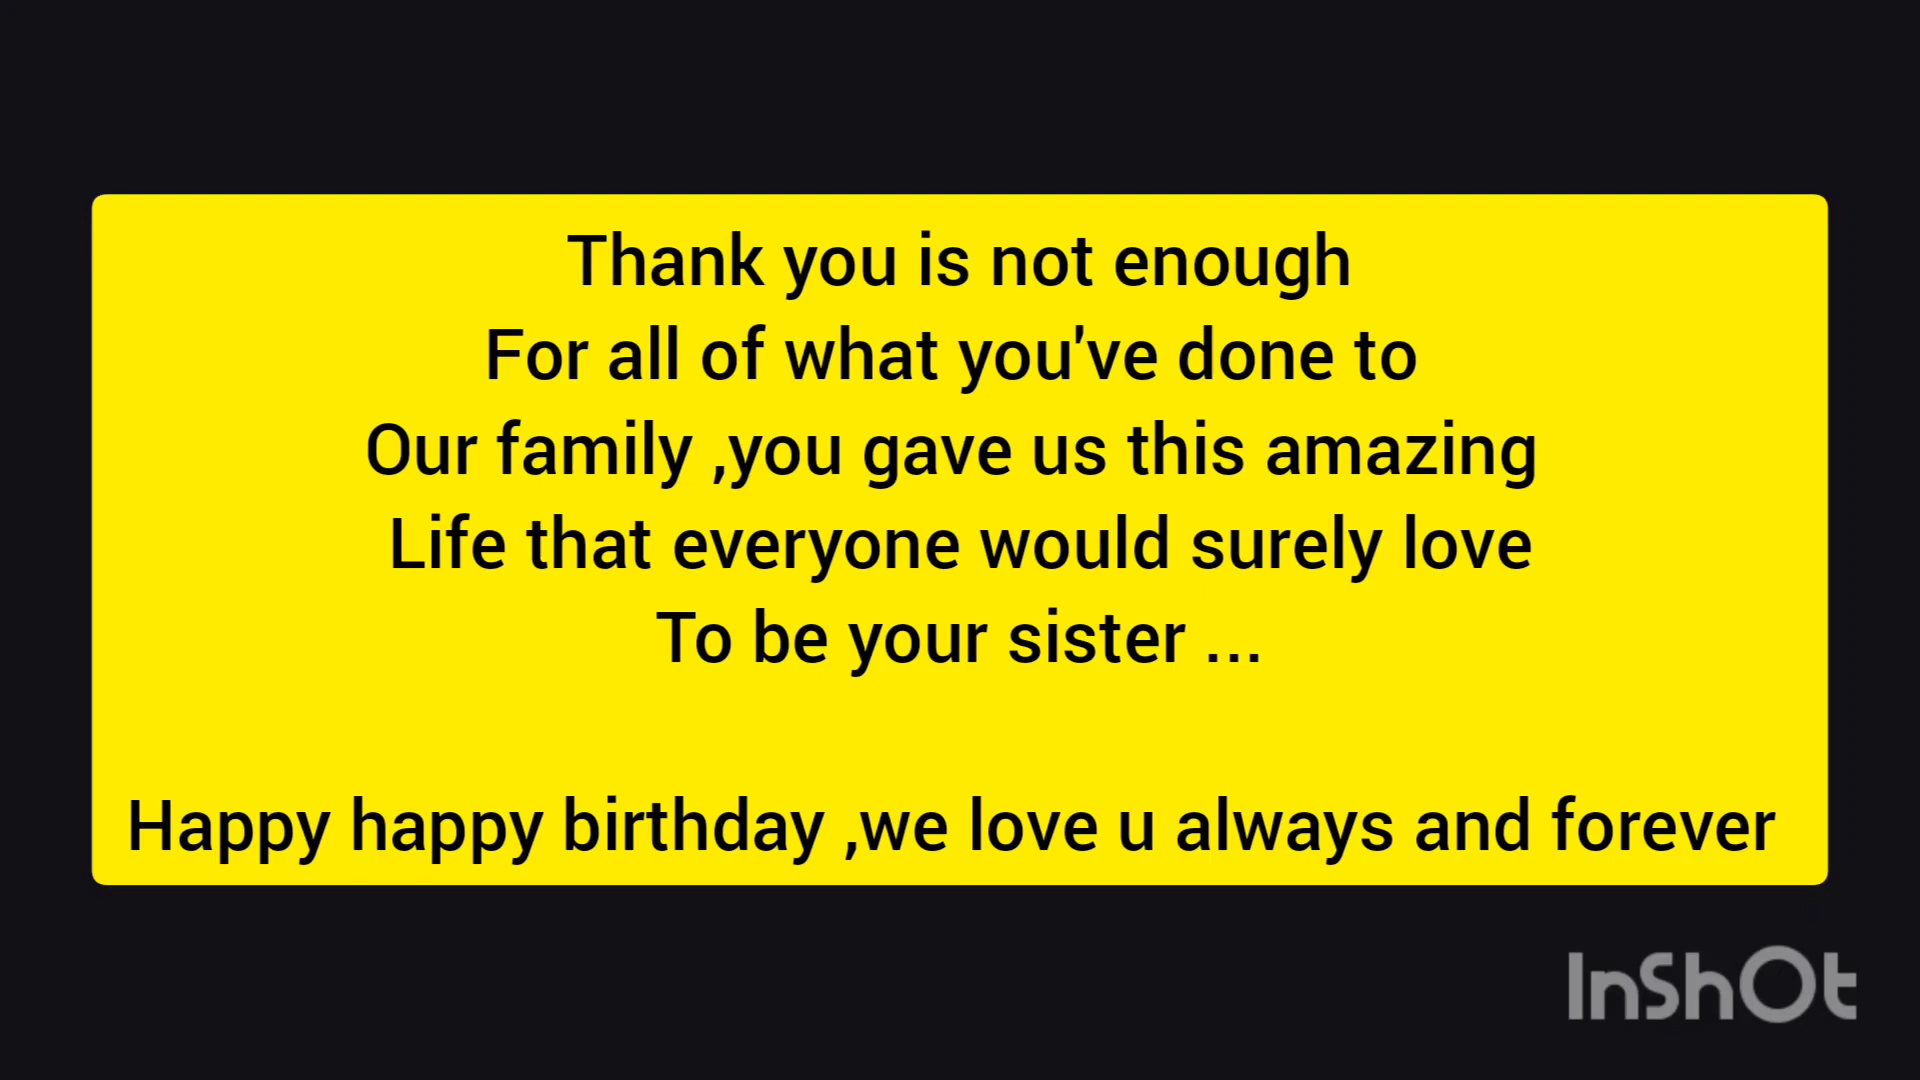 Thank you is not enough
For all of what you've done to
Our family ,you gave us this amazing
Life that everyone would surely love
To be your sister ...
Happy happy birthday ,we love u always and forever
InShOt